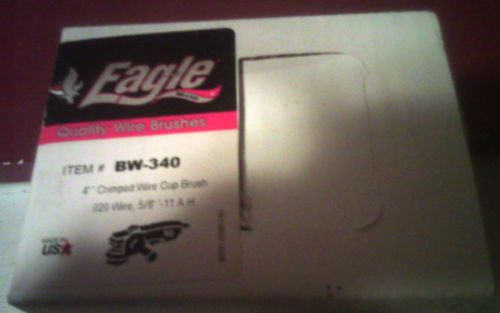 Eagle
Quality Wire Brushes
ITEM # BW-340
4" Crimped Wire Cup Brush
.020 Wire, 5/8"-11 A.H.
MADE IN
USA